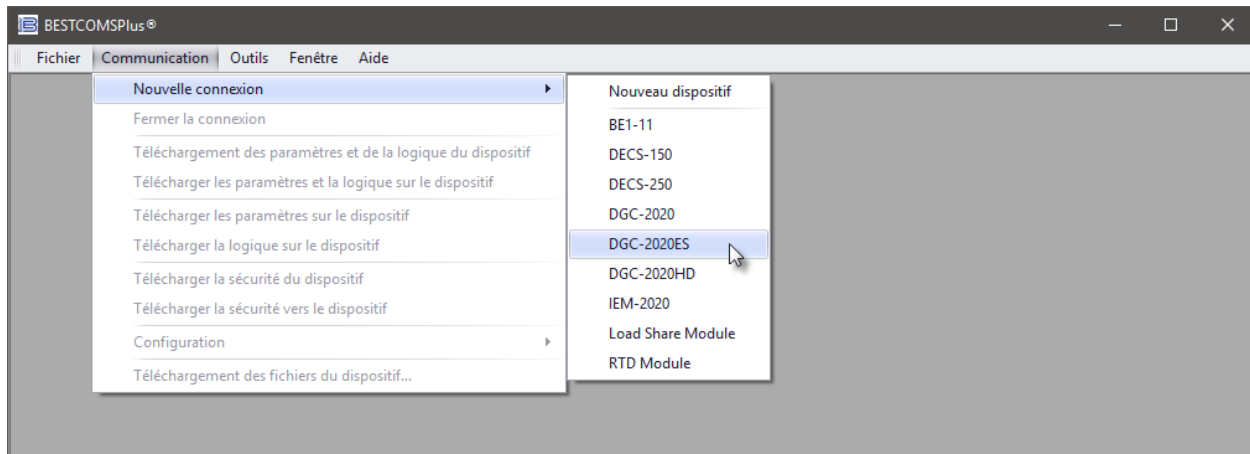 BESTCOMSPlus®
Fichier Communication Outils Fenêtre Aide
Nouvelle connexion
Fermer la connexion
Téléchargement des paramètres et de la logique du dispositif
Télécharger les paramètres et la logique sur le dispositif
Télécharger les paramètres sur le dispositif
Télécharger la logique sur le dispositif
Télécharger la sécurité du dispositif
Télécharger la sécurité vers le dispositif
Configuration
Téléchargement des fichiers du dispositif...
Nouveau dispositif
BE1-11
DECS-150
DECS-250
DGC-2020
DGC-2020ES
DGC-2020HD
IEM-2020
Load Share Module
RTD Module